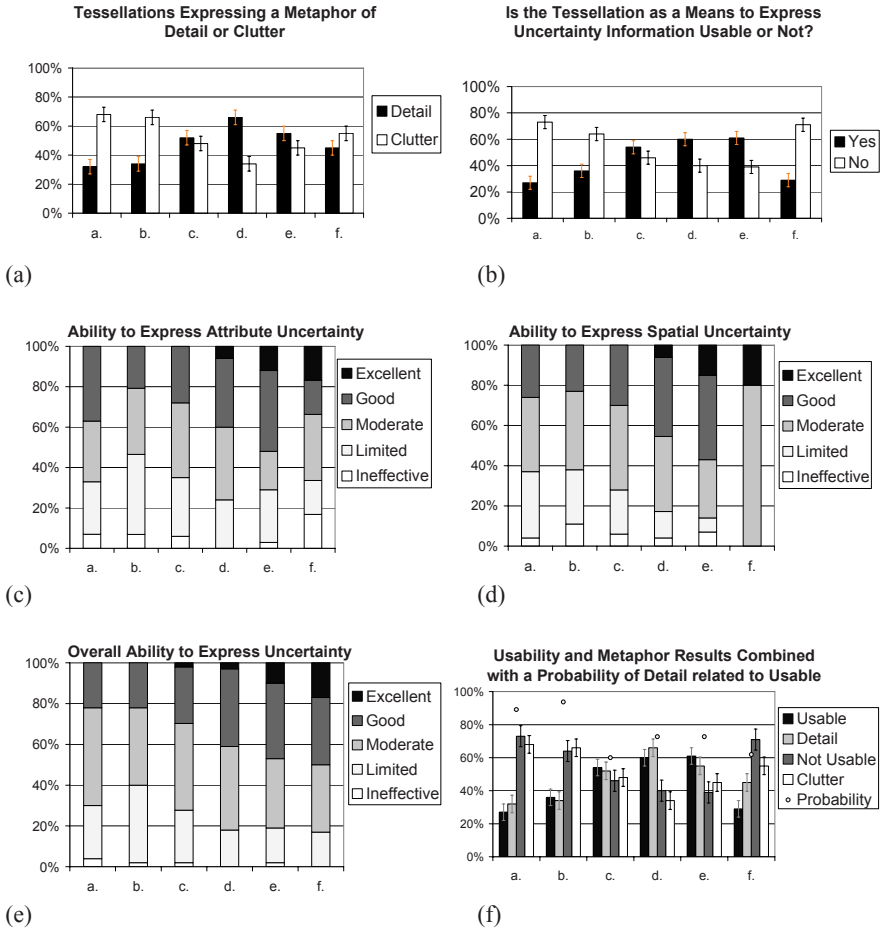 Tessellations Expressing a Metaphor of
Detail or Clutter
100%
80%
60%
40%
20%
0%
a. b. c. d. e. f.
Detail
Clutter
(a)
Is the Tessellation as a Means to Express
Uncertainty Information Usable or Not?
100%
80%
60%
40%
20%
0%
a. b. c. d. e. f.
Yes
No
(b)
Ability to Express Attribute Uncertainty
100%
80%
60%
40%
20%
0%
a. b. c. d. e. f.
Excellent
Good
Moderate
Limited
Ineffective
(c)
Ability to Express Spatial Uncertainty
100%
80%
60%
40%
20%
0%
a. b. c. d. e. f.
Excellent
Good
Moderate
Limited
Ineffective
(d)
Overall Ability to Express Uncertainty
100%
80%
60%
40%
20%
0%
a. b. c. d. e. f.
Excellent
Good
Moderate
Limited
Ineffective
(e)
Usability and Metaphor Results Combined
with a Probability of Detail related to Usable
100%
80%
60%
40%
20%
0%
a. b. c. d. e. f.
Usable
Detail
Not Usable
Clutter
Probability
(f)